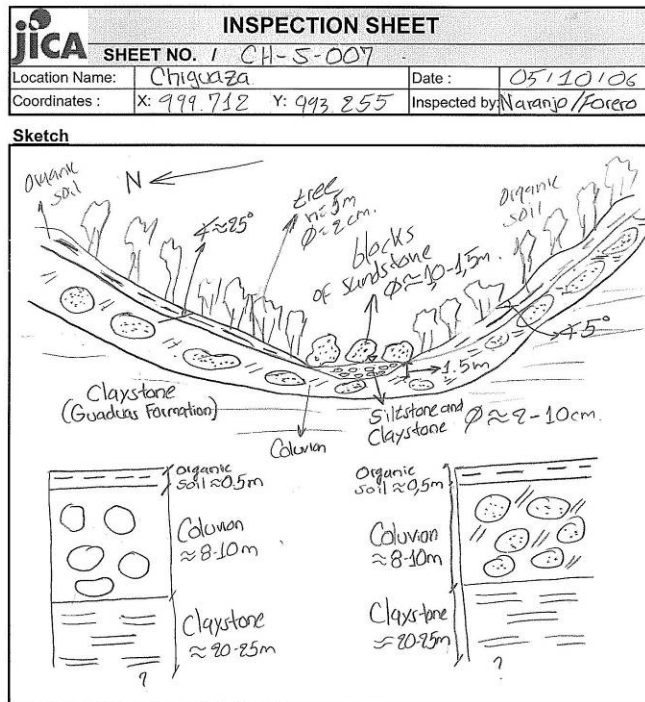 JICA
INSPECTION SHEET
SHEET NO. 1 CH-S-007
Location Name: Chiguaza Date : 05/10/06
Coordinates : X: 999.712 Y: 993.255 Inspected by: Naranjo/Forero
Sketch
Organic soil
N
∡≈25°
tree
h=5m
Ø=2cm.
blocks
of sandstone
Ø≈1,0-1,5m.
Organic
soil
∡5°
1.5m
Claystone
(Guaduas Formation)
Siltstone and
Claystone Ø≈2-10cm.
Coluvion
Organic
soil≈0.5m
Coluvion
≈8-10m
Claystone
≈20-25m
?
Organic
soil≈0,5m
Coluvion
≈8-10m
Claystone
≈20-25m
?